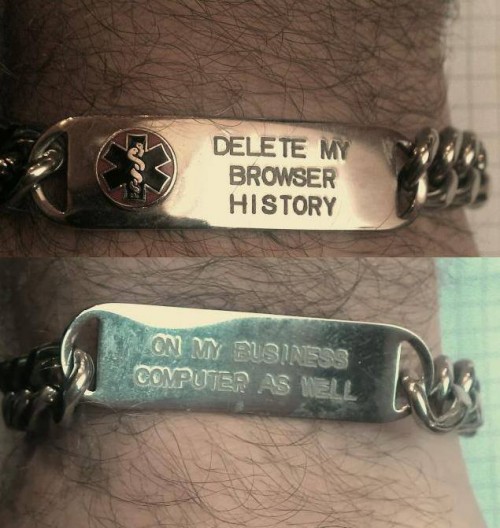 DELETE MY
BROWSER
HISTORY
ON MY BUSINESS
COMPUTER AS WELL